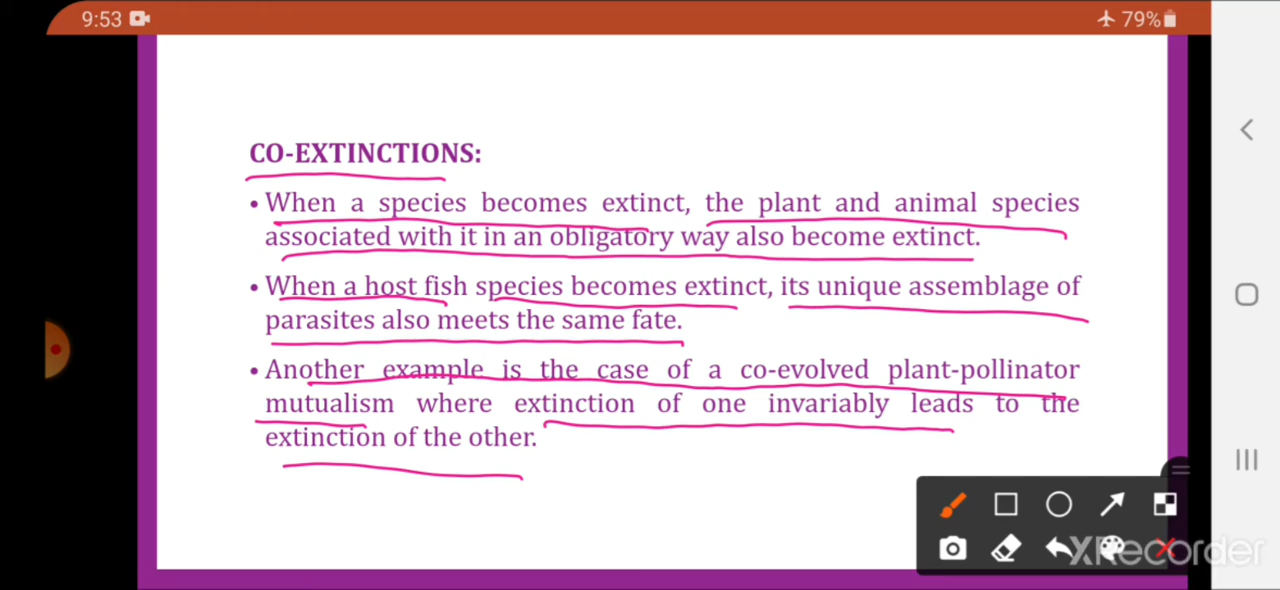 9:53
79%
CO-EXTINCTIONS:
• When a species becomes extinct, the plant and animal species
associated with it in an obligatory way also become extinct.
• When a host fish species becomes extinct, its unique assemblage of
parasites also meets the same fate.
• Another example is the case of a co-evolved plant-pollinator
mutualism where extinction of one invariably leads to the
extinction of the other.
XRecorder